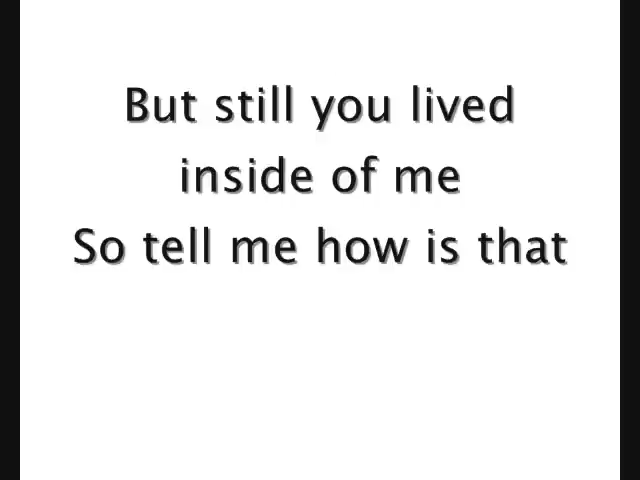 But still you lived
inside of me
So tell me how is that